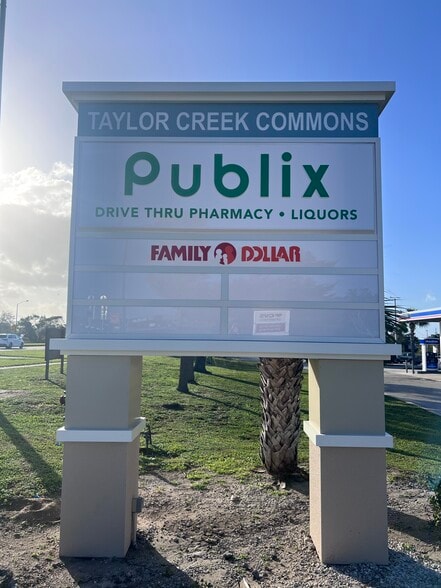 TAYLOR CREEK COMMONS
Publix
DRIVE THRU PHARMACY • LIQUORS
FAMILY DOLLAR